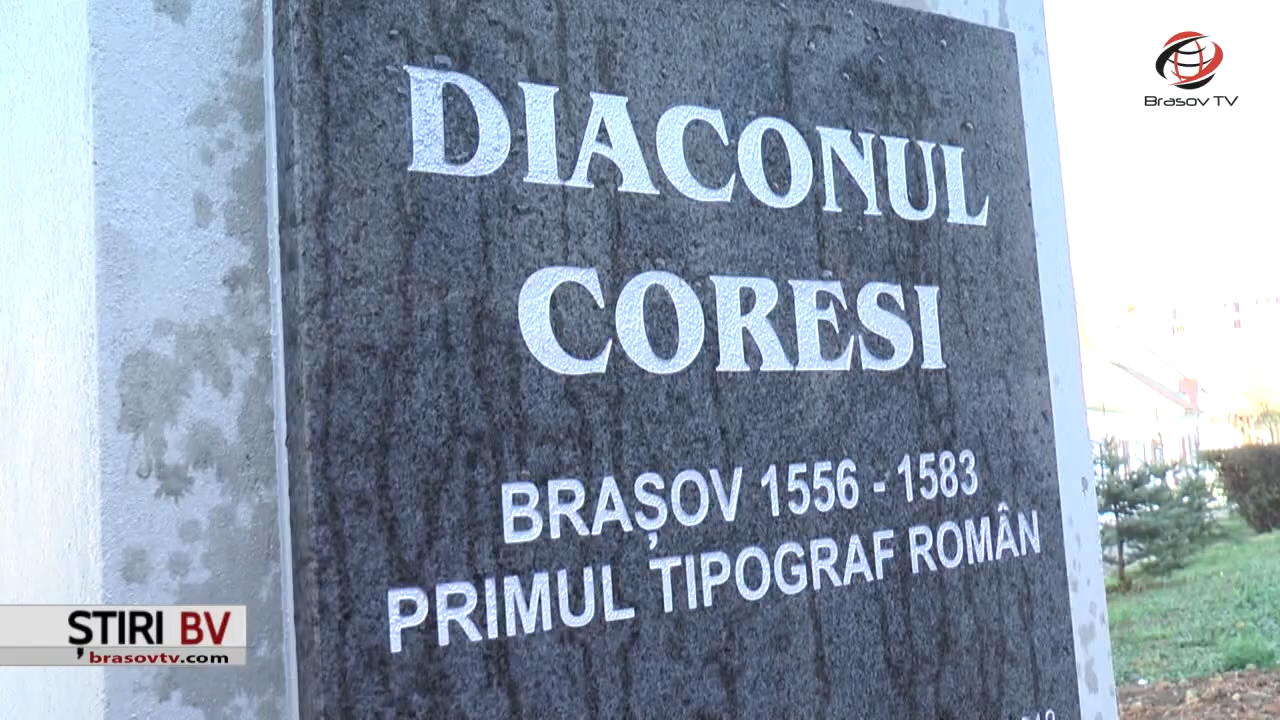 Brasov TV
DIACONUL
CORESI
BRAȘOV 1556 - 1583
PRIMUL TIPOGRAF ROMÂN
ȘTIRI BV
brasovtv.com